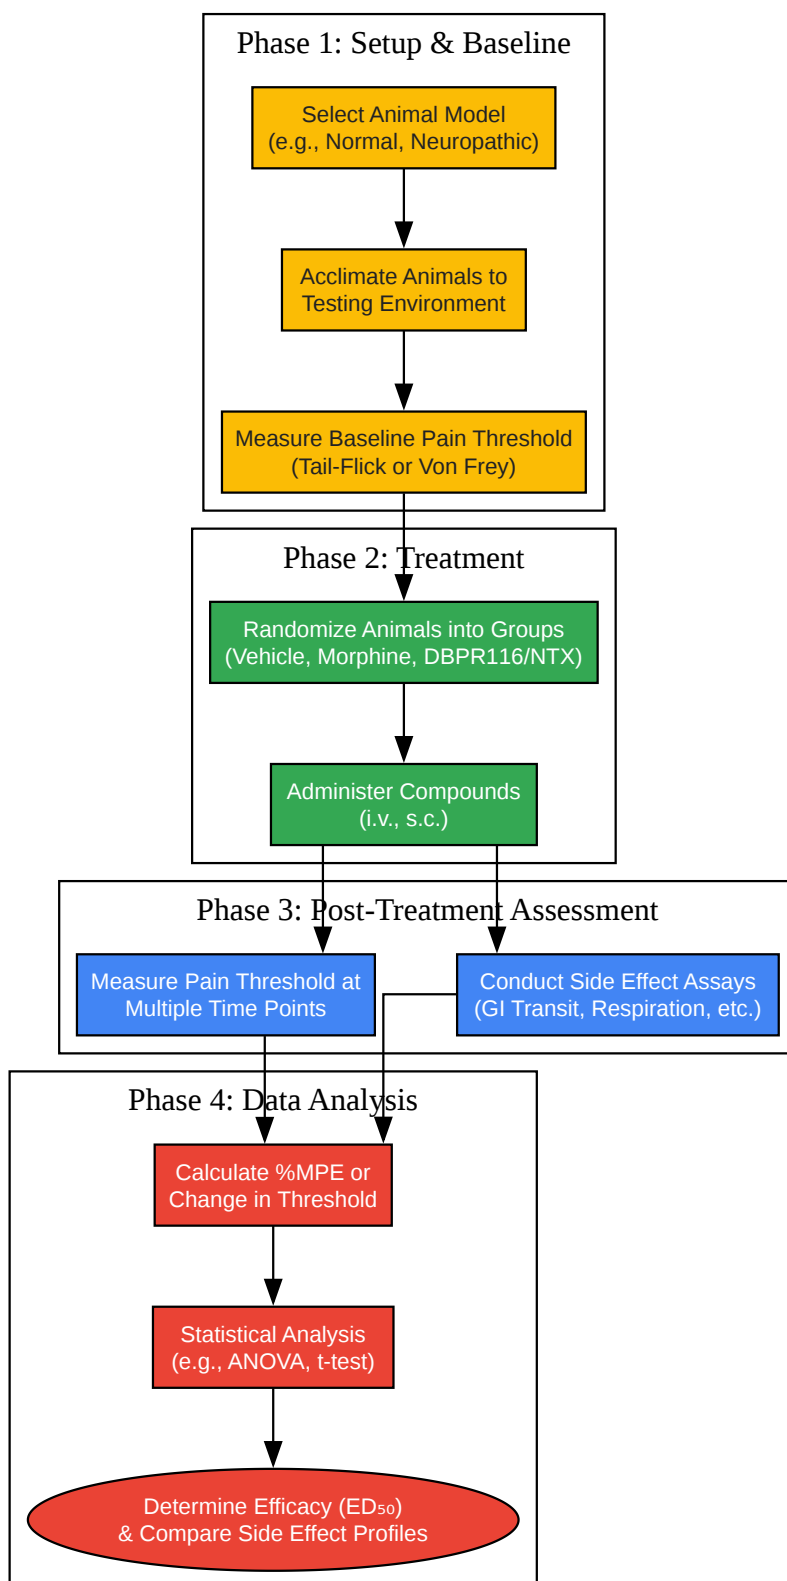 Phase 1: Setup & Baseline
Select Animal Model
(e.g., Normal, Neuropathic)
Acclimate Animals to
Testing Environment
Measure Baseline Pain Threshold
(Tail-Flick or Von Frey)
Phase 2: Treatment
Randomize Animals into Groups
(Vehicle, Morphine, DBPR116/NTX)
Administer Compounds
(i.v., s.c.)
Phase 3: Post-Treatment Assessment
Measure Pain Threshold at
Multiple Time Points
Conduct Side Effect Assays
(GI Transit, Respiration, etc.)
Phase 4: Data Analysis
Calculate %MPE or
Change in Threshold
Statistical Analysis
(e.g., ANOVA, t-test)
Determine Efficacy (ED₅₀)
& Compare Side Effect Profiles